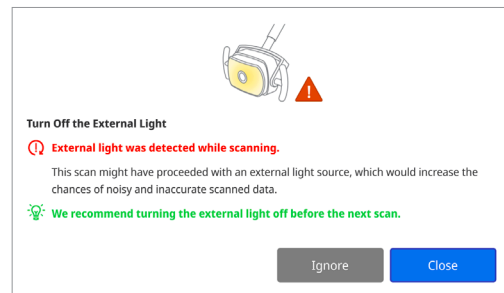 Turn Off the External Light
External light was detected while scanning.
This scan might have proceeded with an external light source, which would increase the
chances of noisy and inaccurate scanned data.
We recommend turning the external light off before the next scan.
Ignore
Close